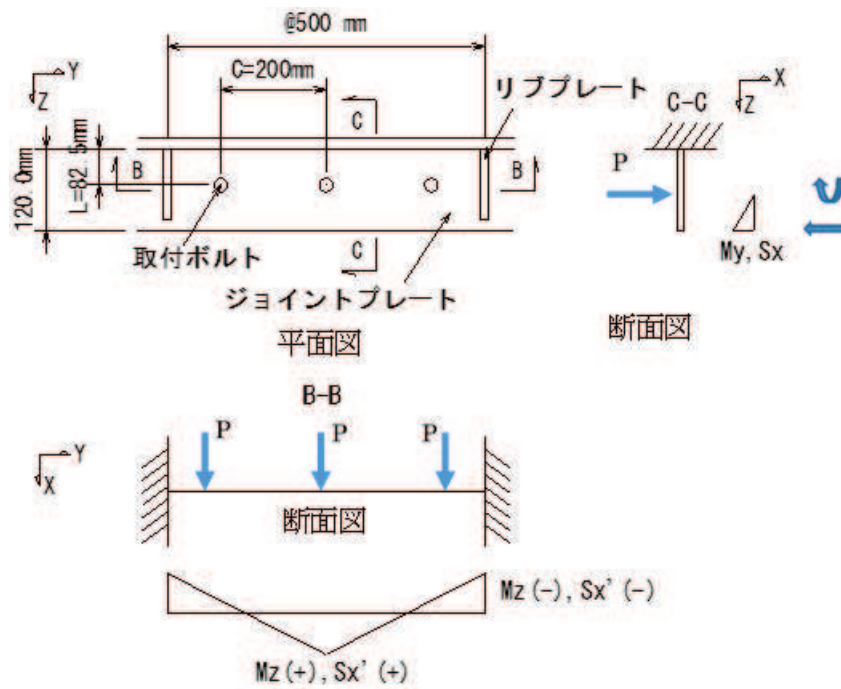 @500 mm
C=200mm
Y
Z
リブプレート
C
C-C
X
Z
120.0mm
L=82.5mm
B
B
P
取付ボルト
C
My, Sx
ジョイントプレート
平面図
断面図
B-B
P
P
P
Y
X
断面図
Mz(-), Sx'(-)
Mz(+), Sx'(+)